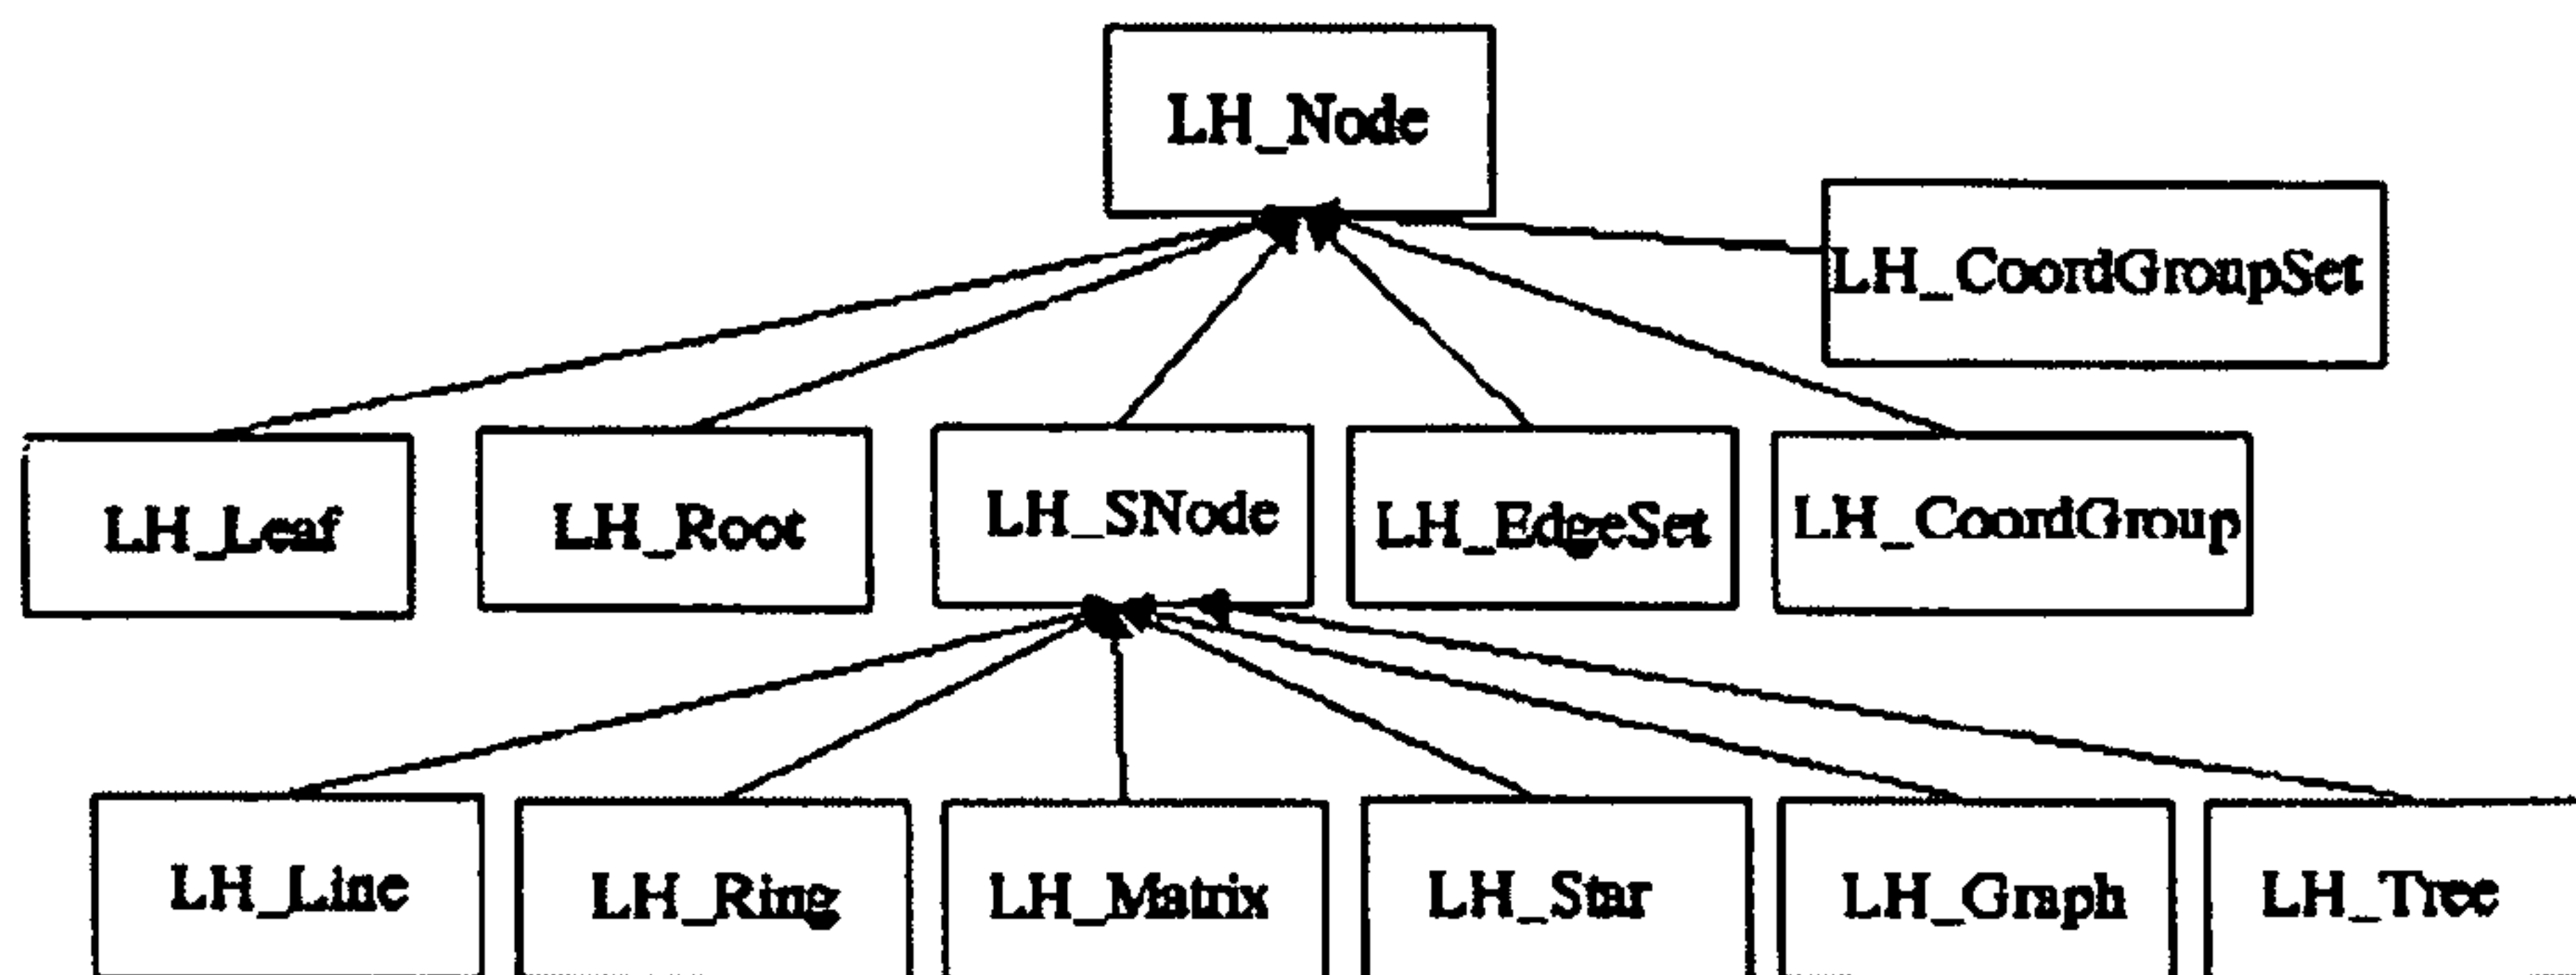 LH_Node
LH_CoordGroupSet
LH_Leaf
LH_Root
LH_SNode
LH_EdgeSet
LH_CoordGroup
LH_Line
LH_Ring
LH_Matrix
LH_Star
LH_Graph
LH_Tree